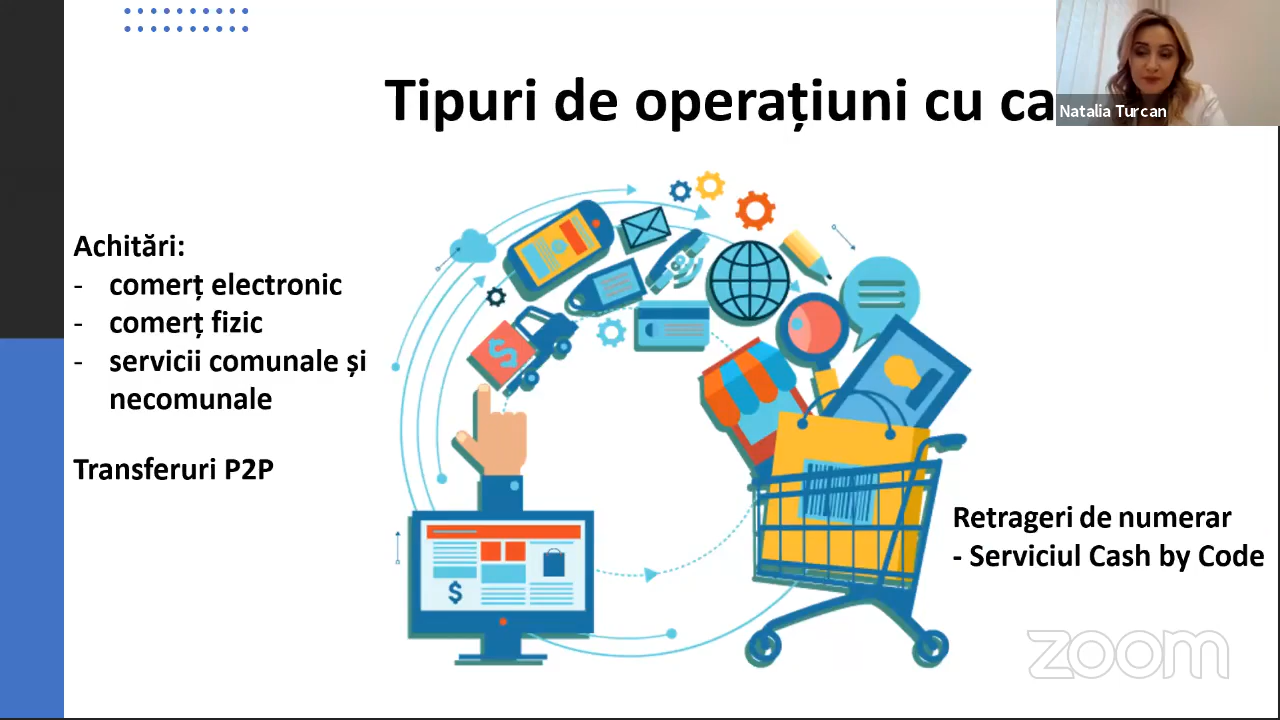 Tipuri de operațiuni cu ca
Natalia Turcan
Achitări:
- comerț electronic
- comerț fizic
- servicii comunale și
necomunale
Transferuri P2P
Retrageri de numerar
- Serviciul Cash by Code
$
$
zoom